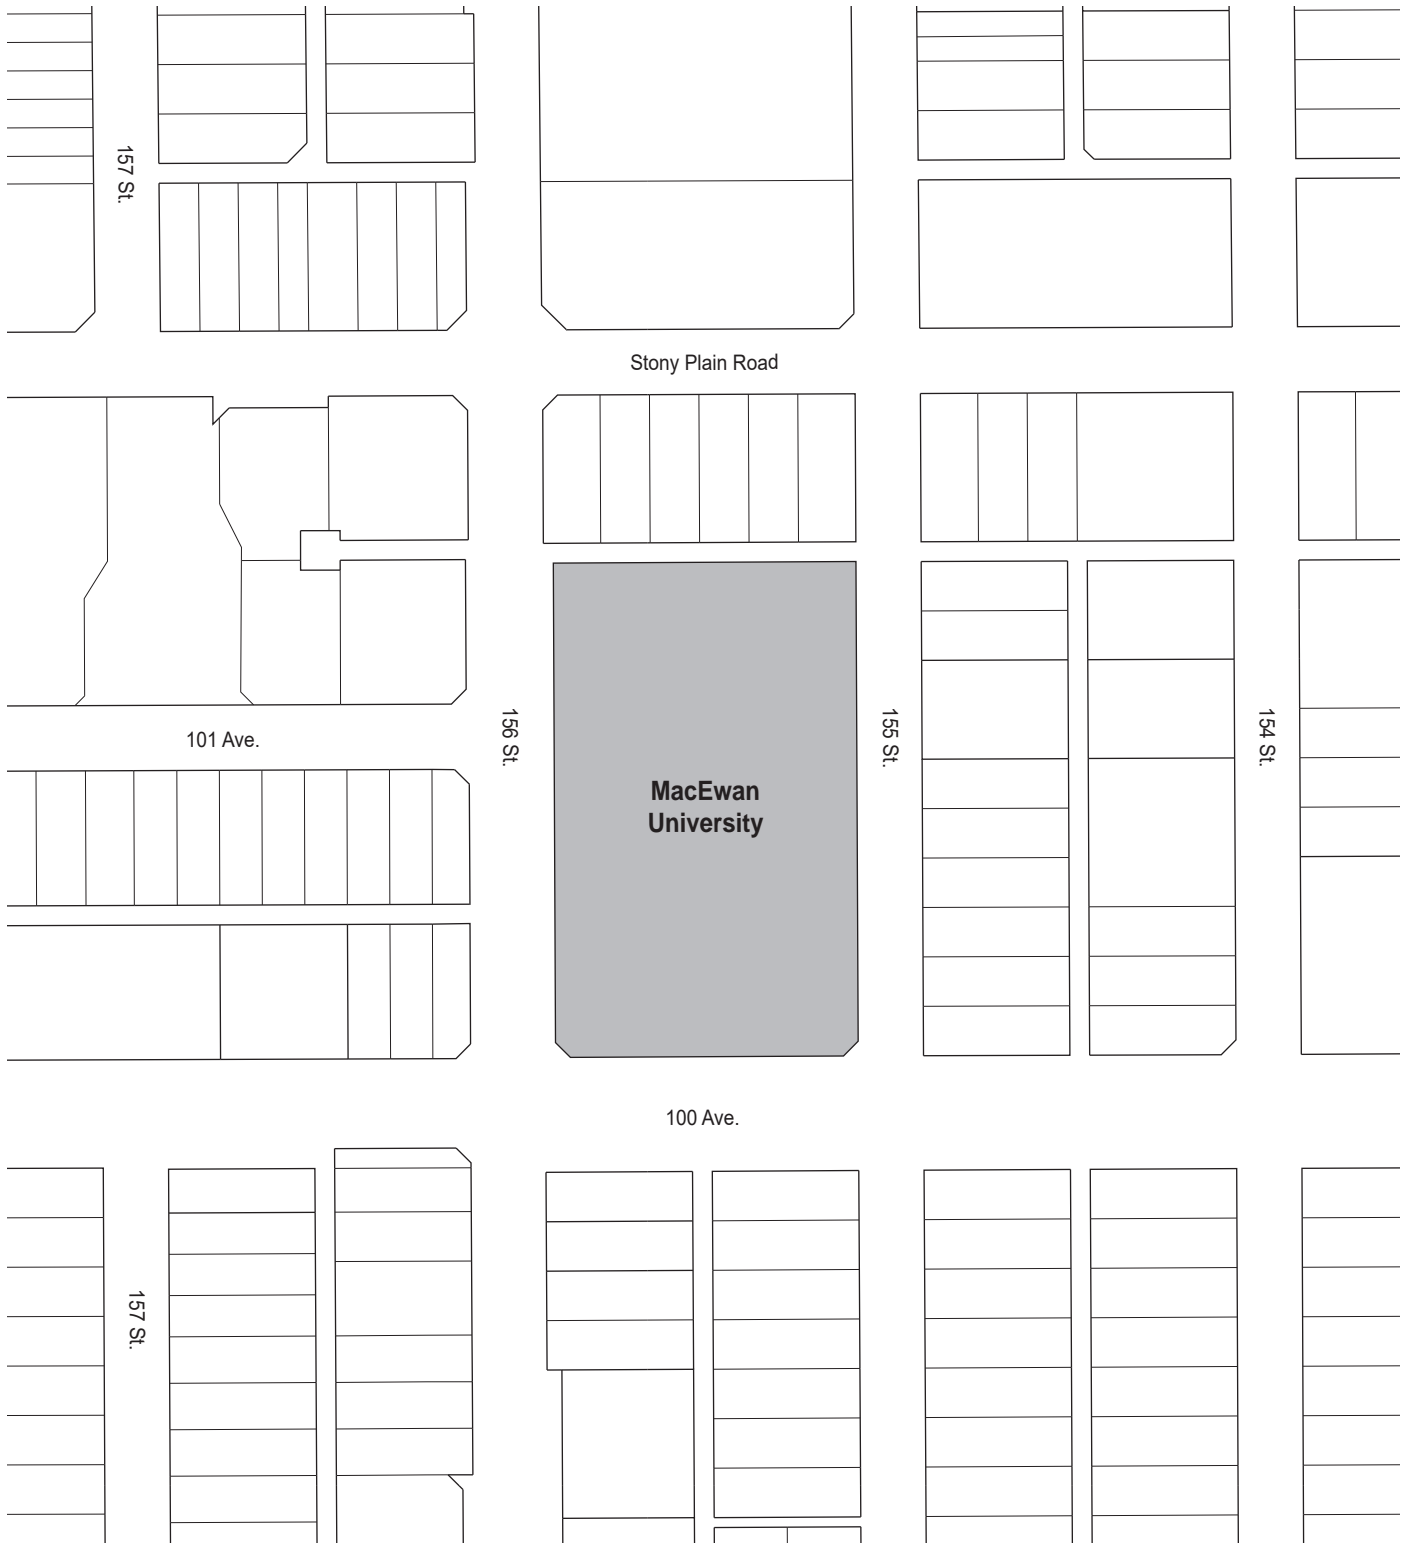 157 St.
Stony Plain Road
101 Ave.
156 St.
155 St.
154 St.
MacEwan
University
100 Ave.
157 St.